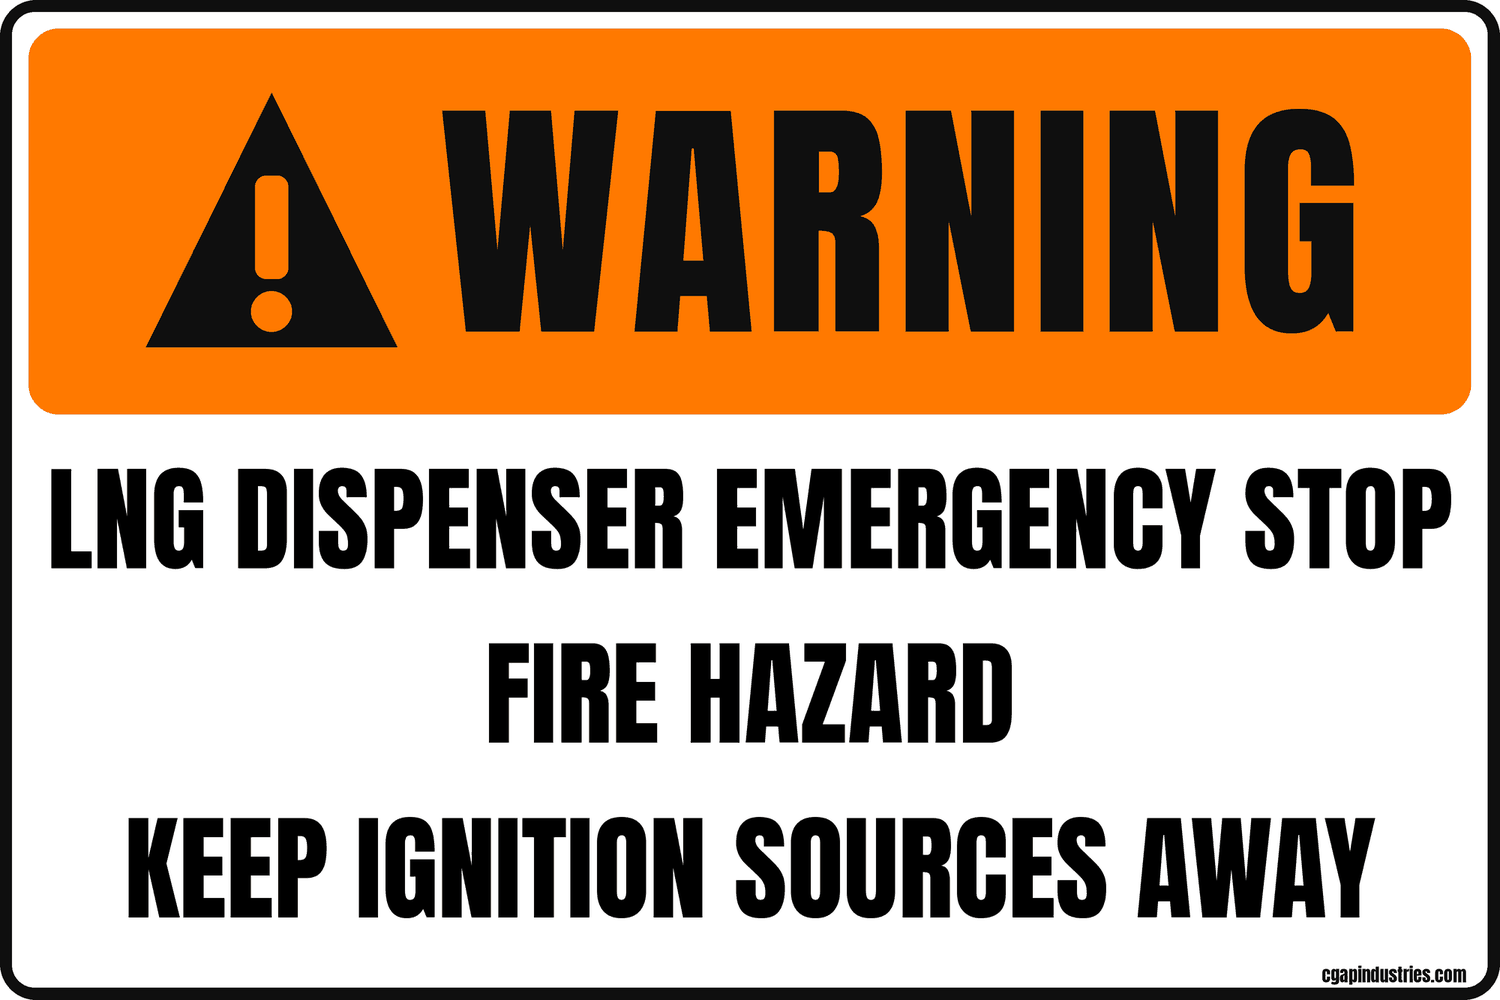 WARNING
LNG DISPENSER EMERGENCY STOP
FIRE HAZARD
KEEP IGNITION SOURCES AWAY
cgapindustries.com